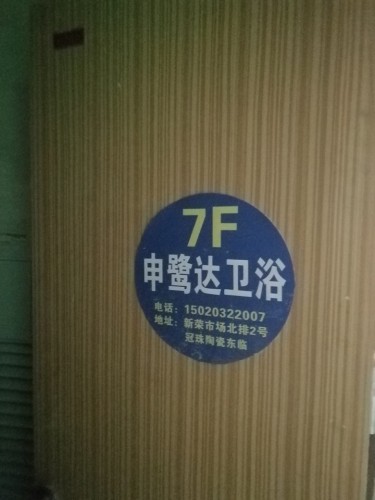 7F
申鹭达卫浴
电话：15020322007
地址：新荣市场北排2号
冠珠陶瓷东临